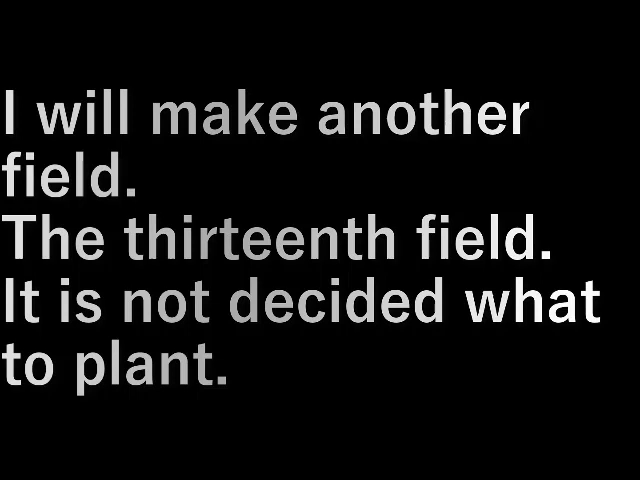 I will make another
field.
The thirteenth field.
It is not decided what
to plant.